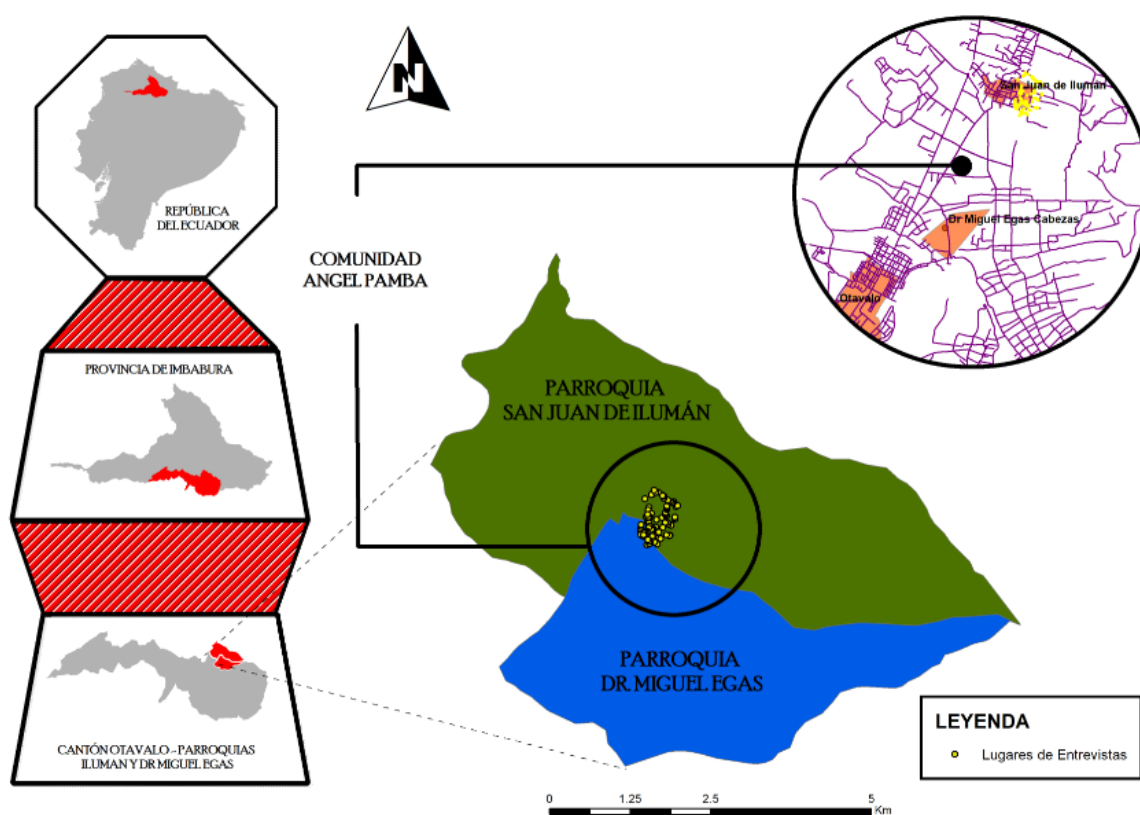 N
REPÚBLICA
DEL ECUADOR
PROVINCIA DE IMBABURA
CANTÓN OTAVALO - PARROQUIAS
ILUMAN Y DR MIGUEL EGAS
COMUNIDAD
ANGEL PAMBA
San Juan de Iluman
Dr Miguel Egas Cabezas
Otavalo
PARROQUIA
SAN JUAN DE ILUMÁN
PARROQUIA
DR. MIGUEL EGAS
LEYENDA
Lugares de Entrevistas
0 1.25 2.5 5
Km